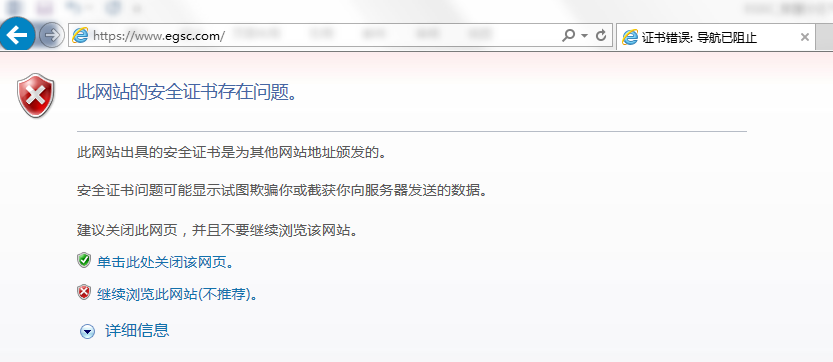 https://www.egsc.com/
证书错误: 导航已阻止
此网站的安全证书存在问题。
此网站出具的安全证书是为其他网站地址颁发的。
安全证书问题可能显示试图欺骗你或截获你向服务器发送的数据。
建议关闭此网页，并且不要继续浏览该网站。
单击此处关闭该网页。
继续浏览此网站(不推荐)。
详细信息